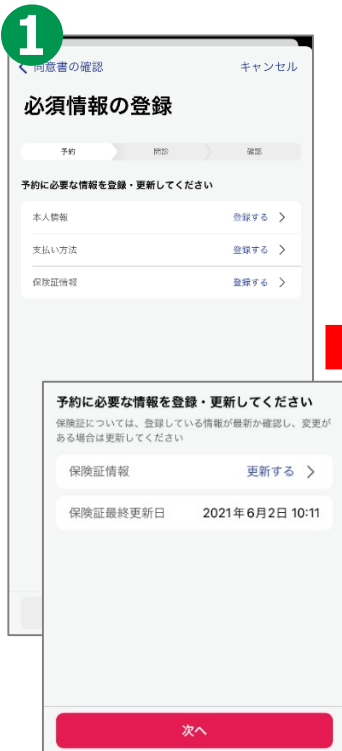 1
同意書の確認 キャンセル
必須情報の登録
予約 問診 確認
予約に必要な情報を登録・更新してください
本人情報 登録する
支払い方法 登録する
保険証情報 登録する
予約に必要な情報を登録・更新してください
保険証については、登録している情報が最新か確認し、変更が
ある場合は更新してください
保険証情報 更新する
保険証最終更新日 2021年6月2日 10:11
次へ